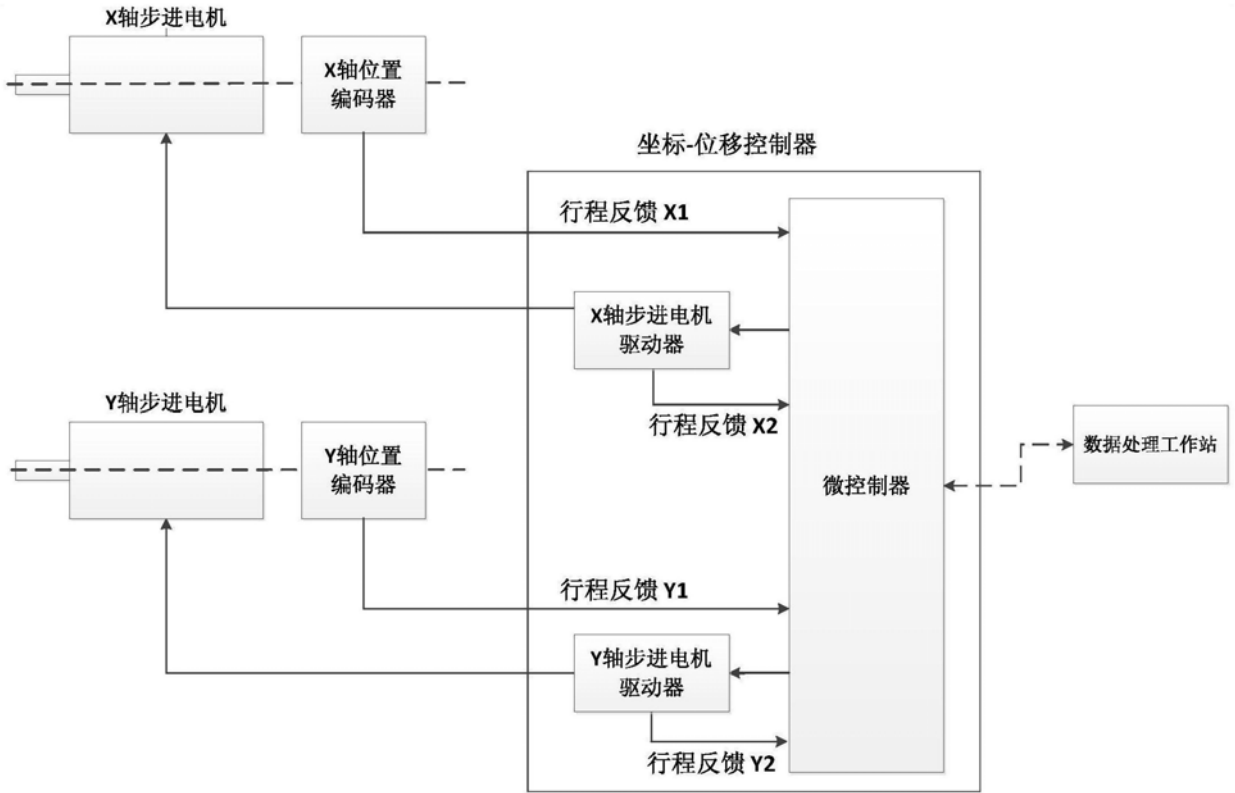 X轴步进电机
X轴位置
编码器
坐标-位移控制器
行程反馈 X1
X轴步进电机
驱动器
行程反馈 X2
Y轴步进电机
Y轴位置
编码器
微控制器
数据处理工作站
行程反馈 Y1
Y轴步进电机
驱动器
行程反馈 Y2